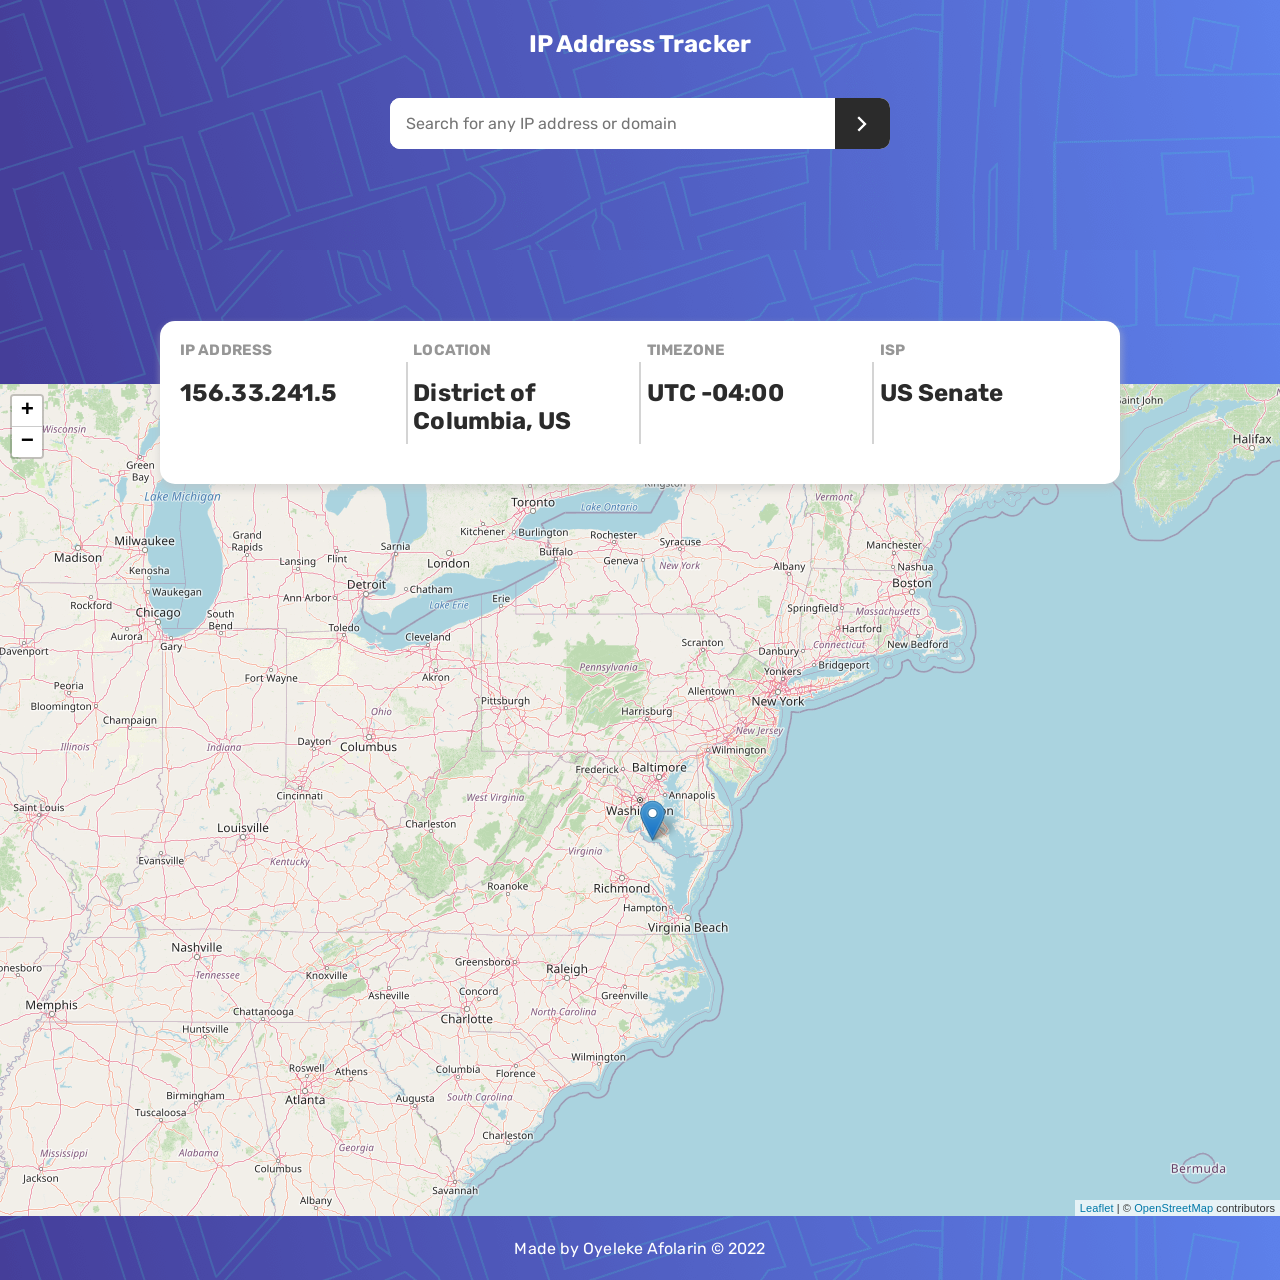 IP Address Tracker
Search for any IP address or domain
IP ADDRESS
156.33.241.5
LOCATION
District of
Columbia, US
TIMEZONE
UTC -04:00
ISP
US Senate
+
−
Wisconsin
Saint John
Halifax
Green
Bay
Lake Michigan
Toronto
Kingston
Lake Ontario
Vermont
Milwaukee
Madison
Grand
Rapids
Lansing
Flint
Sarnia
Kitchener
Burlington
London
Buffalo
Rochester
Geneva
Syracuse
New York
Albany
Manchester
Nashua
Boston
Kenosha
Waukegan
Rockford
Chicago
Aurora
Gary
South
Bend
Ann Arbor
Detroit
Chatham
Lake Erie
Erie
Toledo
Cleveland
Akron
Springfield
Massachusetts
Hartford
Connecticut
New Bedford
Danbury
Bridgeport
Scranton
Yonkers
New York
Allentown
Pennsylvania
Harrisburg
Pittsburgh
New Jersey
Wilmington
Davenport
Peoria
Bloomington
Champaign
Illinois
Fort Wayne
Indiana
Ohio
Dayton
Columbus
Cincinnati
Frederick
Baltimore
Annapolis
West Virginia
Charleston
Saint Louis
Louisville
Evansville
Kentucky
Virginia
Roanoke
Richmond
Hampton
Virginia Beach
Nashville
Tennessee
Knoxville
Greensboro
Raleigh
Greenville
Concord
Asheville
Charlotte
North Carolina
Wilmington
Memphis
Chattanooga
Huntsville
Roswell
Athens
Atlanta
Birmingham
Tuscaloosa
Columbia
Florence
South Carolina
Augusta
Charleston
Georgia
Alabama
Mississippi
Jackson
Columbus
Savannah
Albany
Bermuda
Leaflet | © OpenStreetMap contributors
Made by Oyeleke Afolarin © 2022